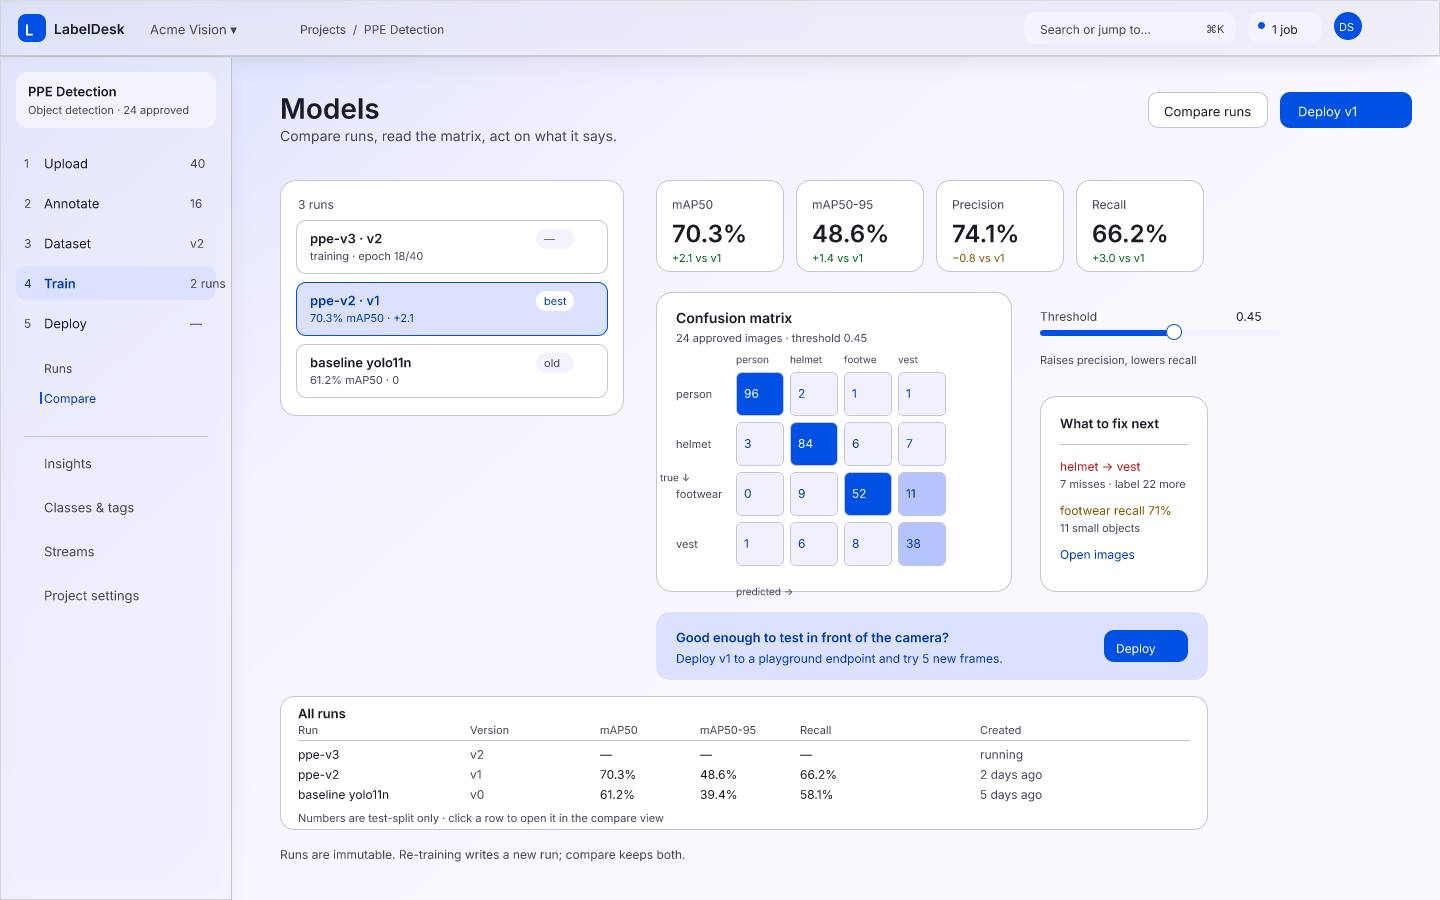 L LabelDesk Acme Vision ▾ Projects / PPE Detection Search or jump to... ⌘K 1 job DS
PPE Detection
Object detection · 24 approved
1 Upload 40
2 Annotate 16
3 Dataset v2
4 Train 2 runs
5 Deploy —
Runs
Compare
Insights
Classes & tags
Streams
Project settings
Models
Compare runs, read the matrix, act on what it says.
Compare runs
Deploy v1
3 runs
ppe-v3 · v2 —
training · epoch 18/40
ppe-v2 · v1 best
70.3% mAP50 · +2.1
baseline yolo11n old
61.2% mAP50 · 0
mAP50
70.3%
+2.1 vs v1
mAP50-95
48.6%
+1.4 vs v1
Precision
74.1%
−0.8 vs v1
Recall
66.2%
+3.0 vs v1
Confusion matrix
24 approved images · threshold 0.45
person helmet footwe vest
person 96 2 1 1
helmet 3 84 6 7
true ↓
footwear 0 9 52 11
vest 1 6 8 38
predicted →
Threshold 0.45
Raises precision, lowers recall
What to fix next
helmet → vest
7 misses · label 22 more
footwear recall 71%
11 small objects
Open images
Good enough to test in front of the camera?
Deploy v1 to a playground endpoint and try 5 new frames.
Deploy
All runs
Run Version mAP50 mAP50-95 Recall Created
ppe-v3 v2 — — — running
ppe-v2 v1 70.3% 48.6% 66.2% 2 days ago
baseline yolo11n v0 61.2% 39.4% 58.1% 5 days ago
Numbers are test-split only · click a row to open it in the compare view
Runs are immutable. Re-training writes a new run; compare keeps both.